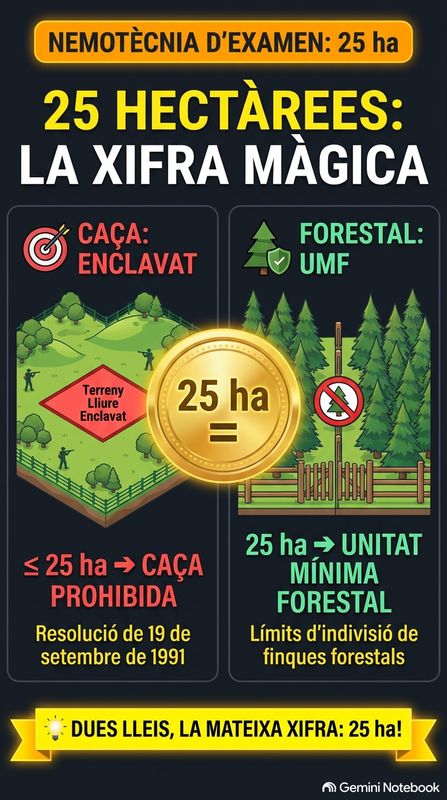 NEMOTÈCNIA D'EXAMEN: 25 ha
25 HECTÀREES:
LA XIFRA MÀGICA
CAÇA:
ENCLAVAT
Terreny
Lliure
Enclavat
≤ 25 ha → CAÇA
PROHIBIDA
Resolució de 19 de
setembre de 1991
25 ha
=
FORESTAL:
UMF
25 ha → UNITAT
MÍNIMA
FORESTAL
Límits d'indivisió de
finques forestals
DUES LLEIS, LA MATEIXA XIFRA: 25 ha!
Gemini Notebook